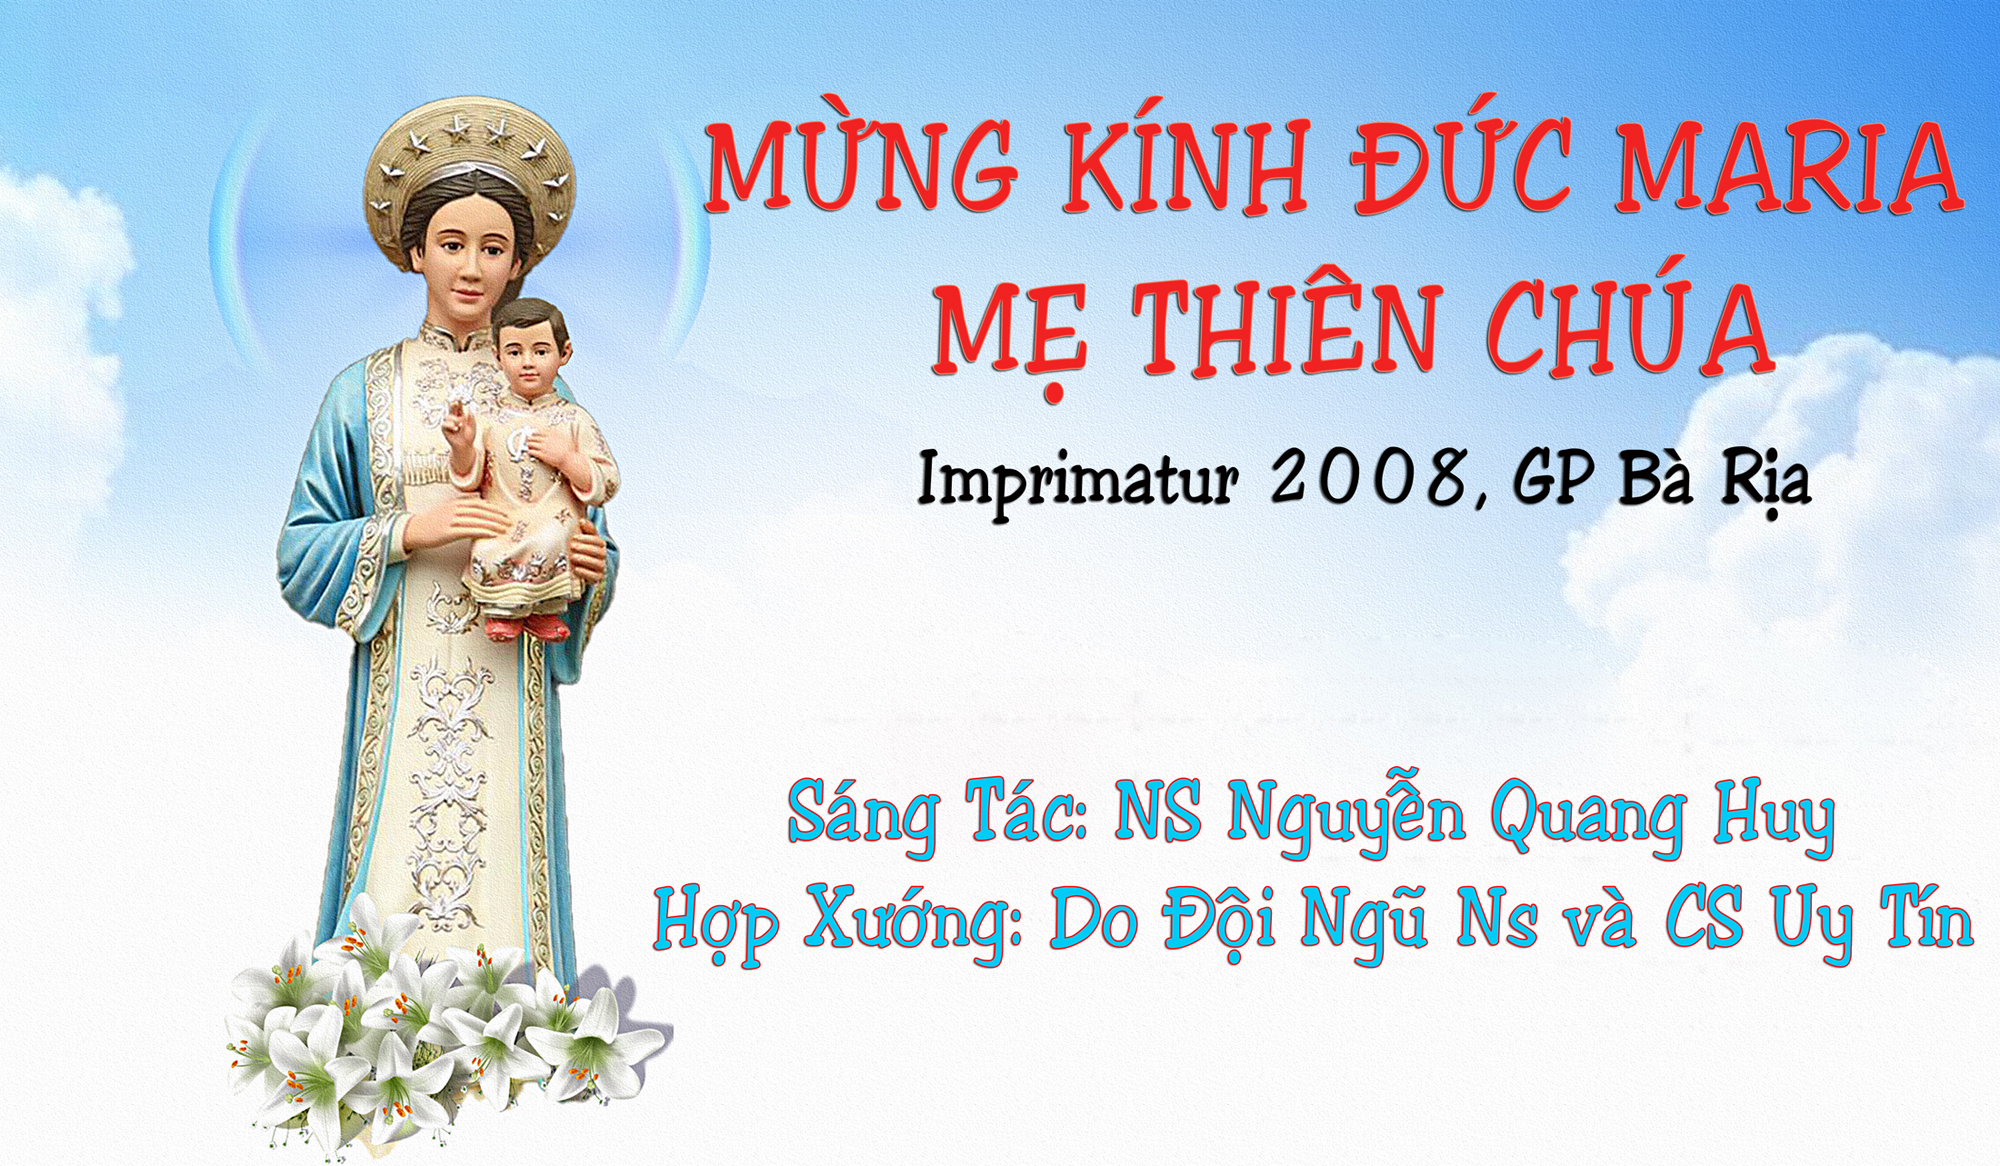 MỪNG KÍNH ĐỨC MARIA
MẸ THIÊN CHÚA
Imprimatur 2008, GP Bà Rịa
Sáng Tác: NS Nguyễn Quang Huy
Hợp Xướng: Do Đội Ngũ Ns và CS Uy Tín